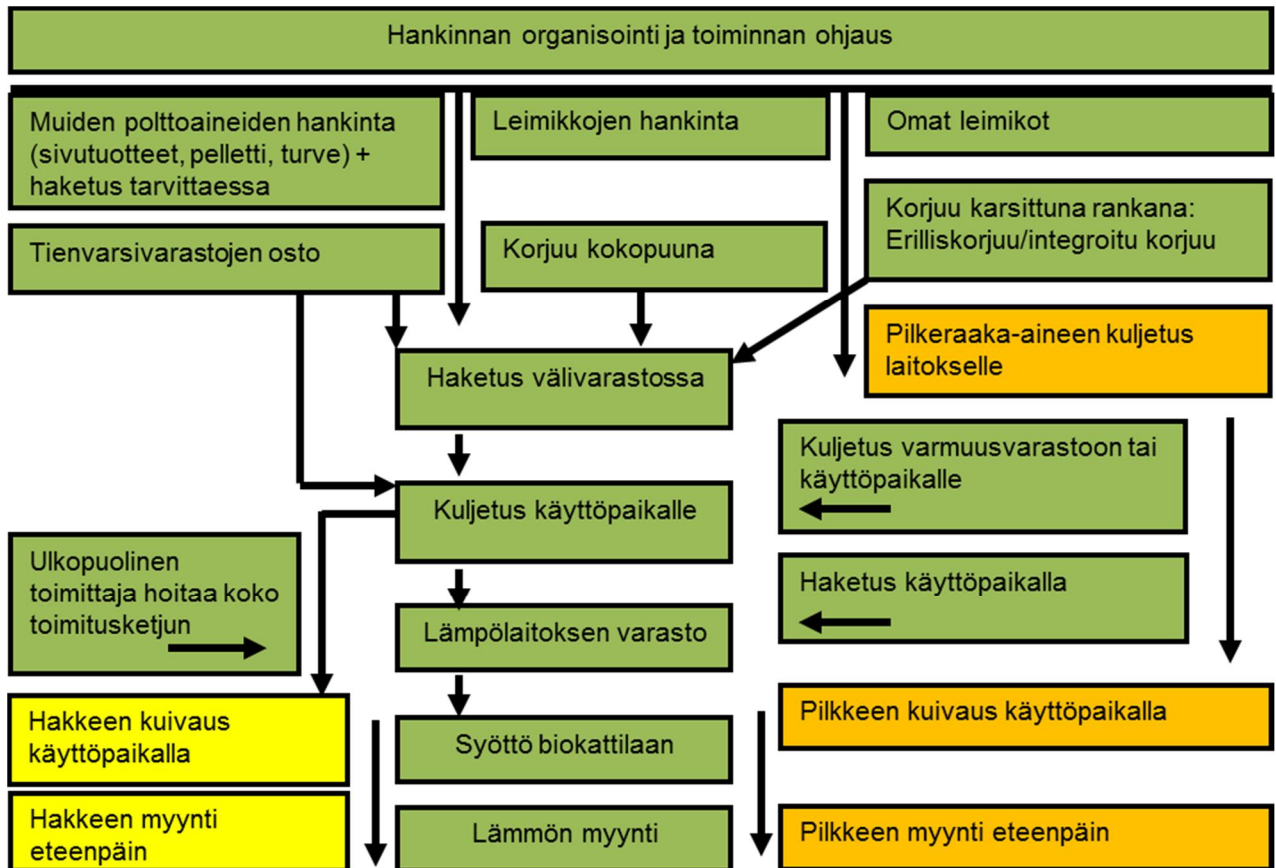 Hankinnan organisointi ja toiminnan ohjaus
Muiden polttoaineiden hankinta
(sivutuotteet, pelletti, turve) +
haketus tarvittaessa
Leimikkojen hankinta
Omat leimikot
Tienvarsivarastojen osto
Korjuu kokopuuna
Korjuu karsittuna rankana:
Erilliskorjuu/integroitu korjuu
Pilkeraaka-aineen kuljetus
laitokselle
Haketus välivarastossa
Kuljetus varmuusvarastoon tai
käyttöpaikalle
Kuljetus käyttöpaikalle
Ulkopuolinen
toimittaja hoitaa koko
toimitusketjun
Haketus käyttöpaikalla
Lämpölaitoksen varasto
Hakkeen kuivaus
käyttöpaikalla
Syöttö biokattilaan
Pilkkeen kuivaus käyttöpaikalla
Hakkeen myynti
eteenpäin
Lämmön myynti
Pilkkeen myynti eteenpäin